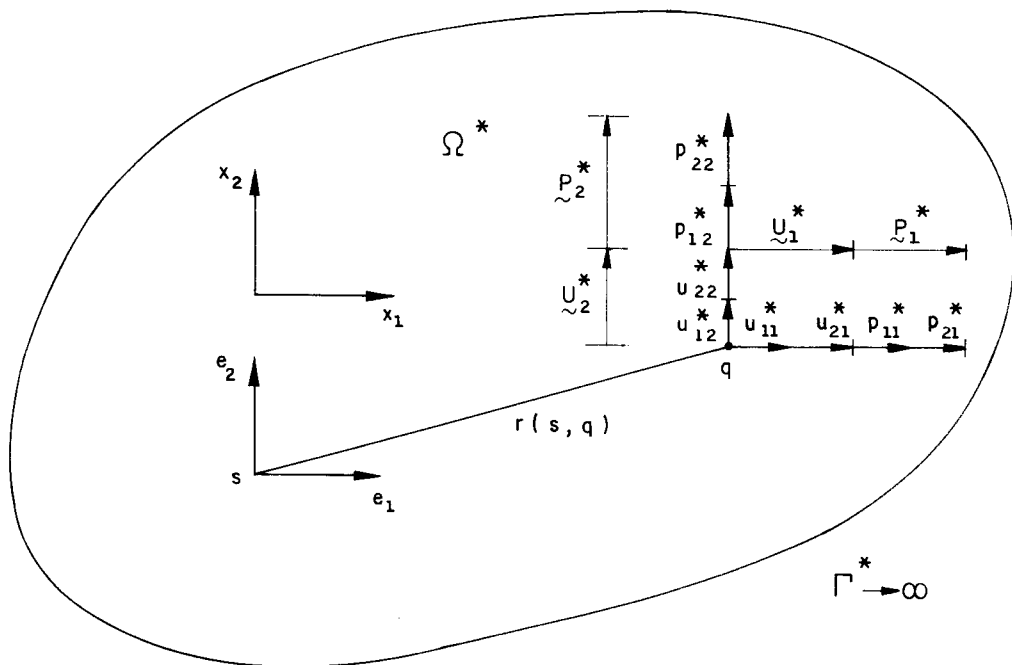 Ω*
x₂
x₁
e₂
e₁
s
r(s,q)
q
P₂*
U₂*
p₂₂*
p₁₂*
u₂₂*
u₁₂*
U₁*
P₁*
u₁₁*
u₂₁*
p₁₁*
p₂₁*
Γ*→∞